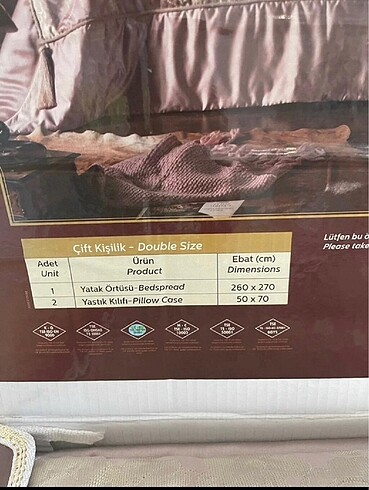 Çift Kişilik - Double Size
Adet Ürün Ebat (cm)
Unit Product Dimensions
1 Yatak Örtüsü-Bedspread 260 x 270
2 Yastık Kılıfı-Pillow Case 50 x 70
Lütfen bu
Please take